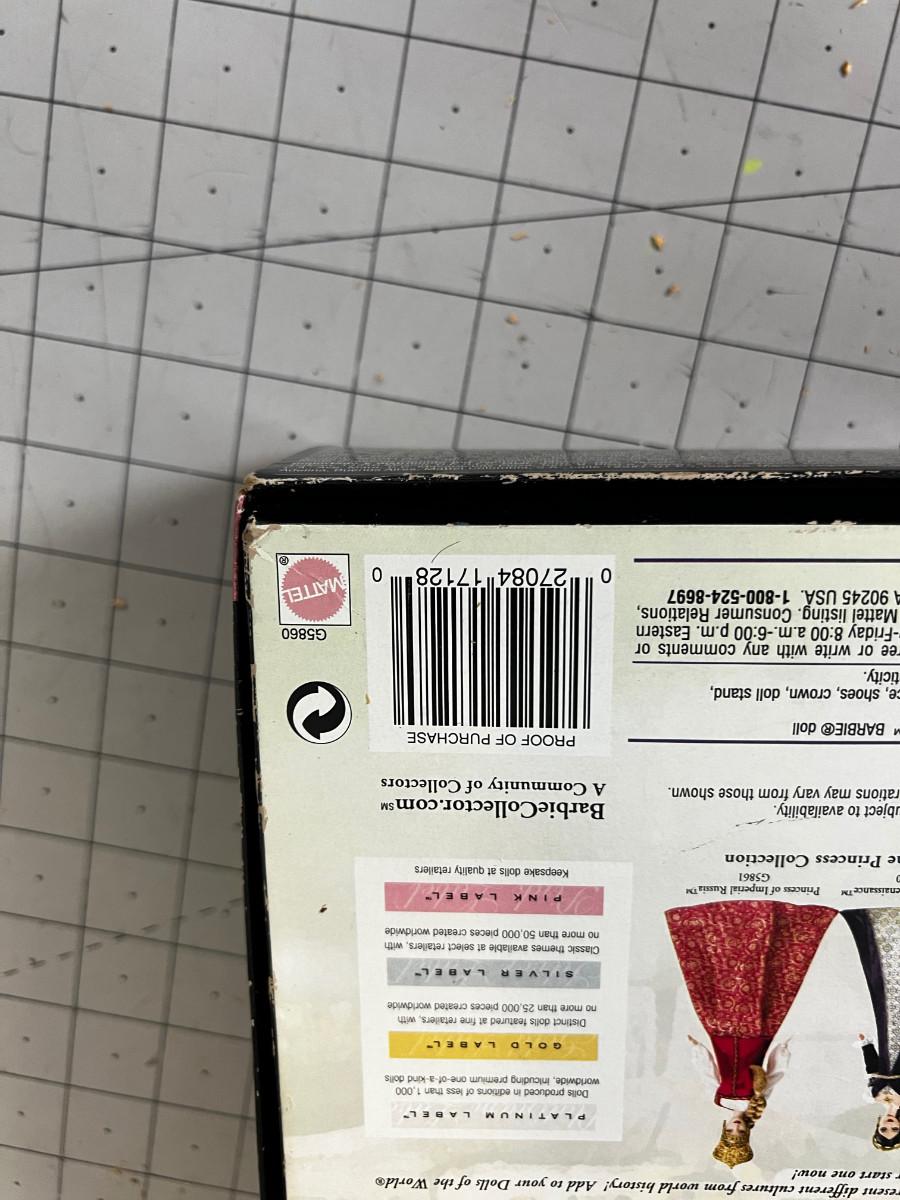 present different cultures from world history! Add to your Dolls of the World®
start one now!
PLATINUM LABEL™
Dolls produced in editions of less than 1,000
worldwide, inlcuding premium one-of-a-kind dolls
GOLD LABEL™
Distinct dolls featured at fine retailers, with
no more than 25,000 pieces created worldwide
SILVER LABEL™
Classic themes available at select retailers, with
no more than 50,000 pieces created worldwide
PINK LABEL™
Keepsake dolls at quality retailers
Renaissance™
Princess of Imperial Russia™
0
G5861
Princess Collection
subject to availability.
may vary from those shown.
BarbieCollector.com℠
A Community of Collectors
BARBIE® doll
shoes, crown, doll stand,
or write with any comments or
Friday 8:00 a.m.-6:00 p.m. Eastern
Mattel listing. Consumer Relations,
90245 USA. 1-800-524-8697
PROOF OF PURCHASE
0 27084 17128 0
G5860
MATTEL®